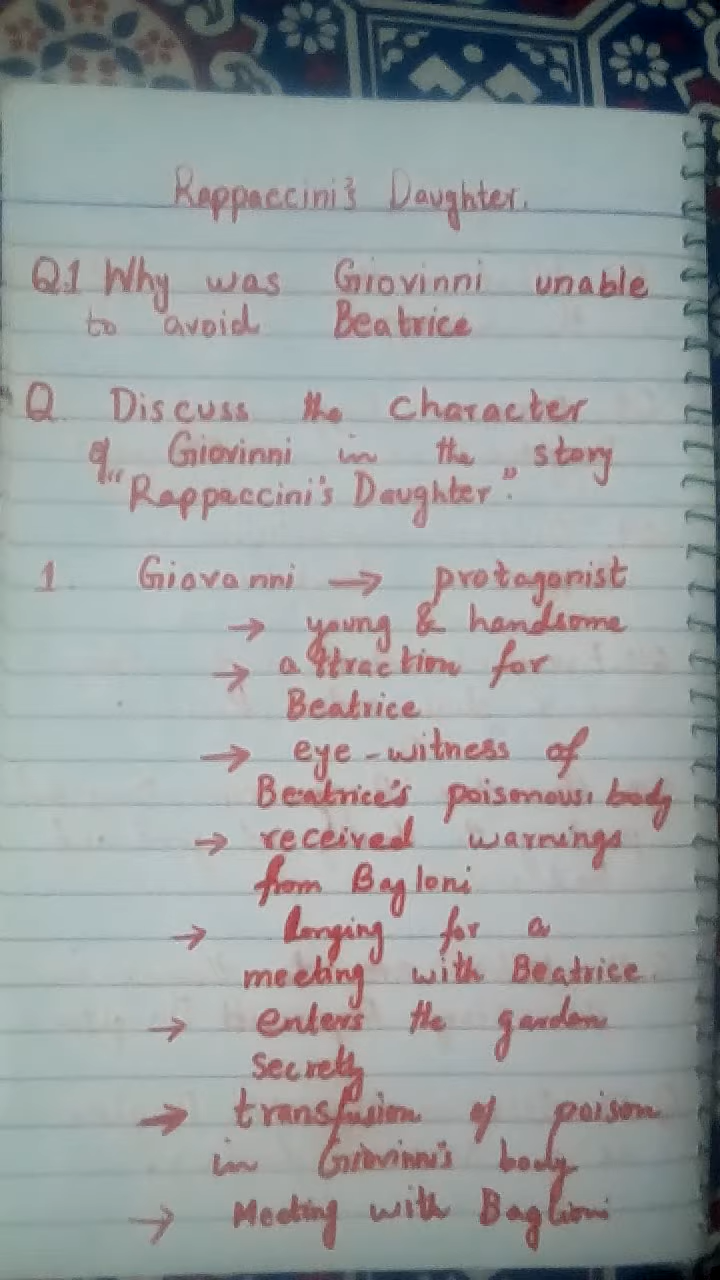 Rappaccini's Daughter.
Q.1 Why was Giovinni unable
to avoid Beatrice
Q Discuss the character
of Giovinni in the story
"Rappaccini's Daughter".
1. Giovanni → protagonist
→ young & handsome
→ attraction for
Beatrice
→ eye-witness of
Beatrice's poisonous body
→ received warnings
from Bagloni
→ longing for a
meeting with Beatrice.
→ enters the garden
secretly
→ transfusion of poison
in Giovinni's body
→ Meeting with Baglioni